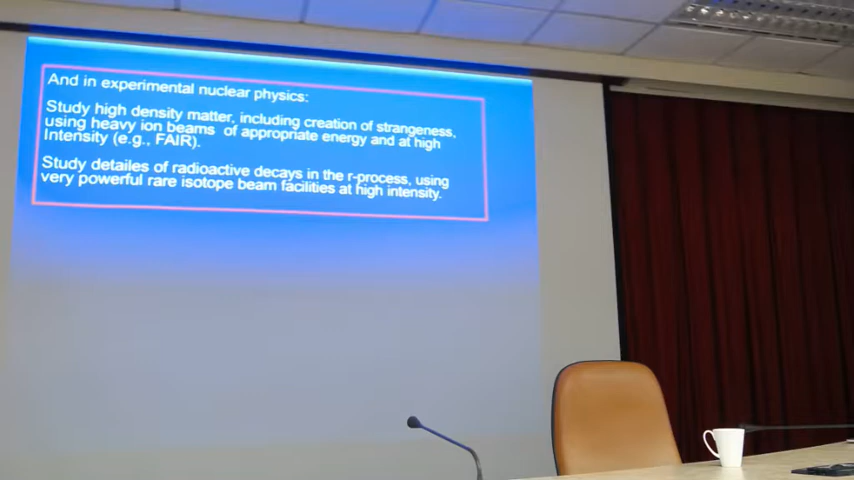 And in experimental nuclear physics:
Study high density matter, including creation of strangeness,
using heavy ion beams of appropriate energy and at high
Intensity (e.g., FAIR).
Study details of radioactive decays in the r-process, using
very powerful rare isotope beam facilities at high intensity.